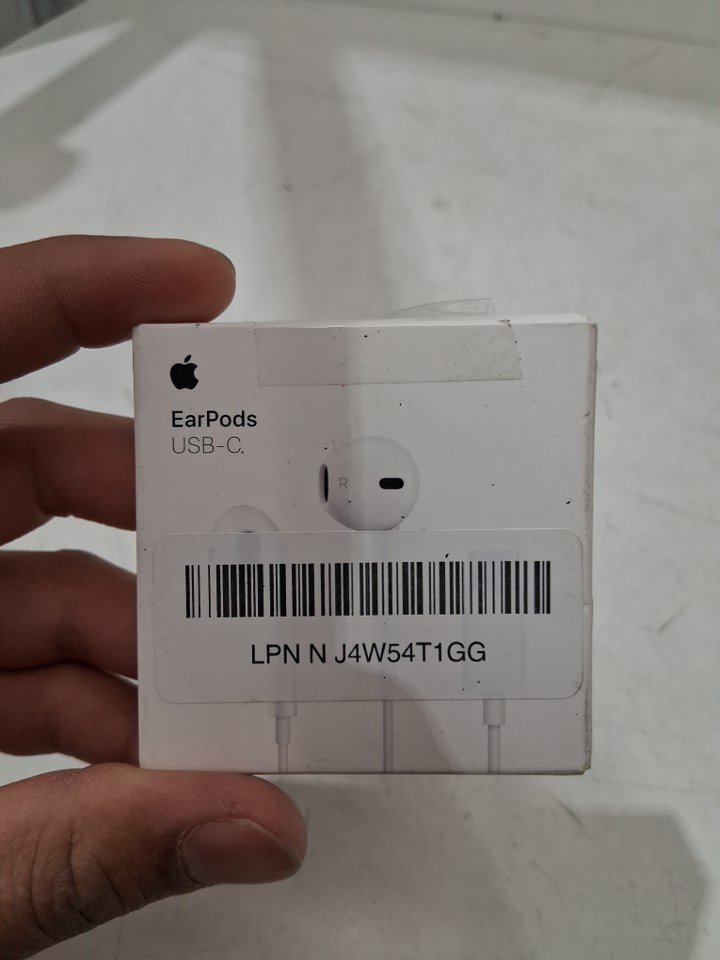 EarPods
USB-C
R
LPN N J4W54T1GG